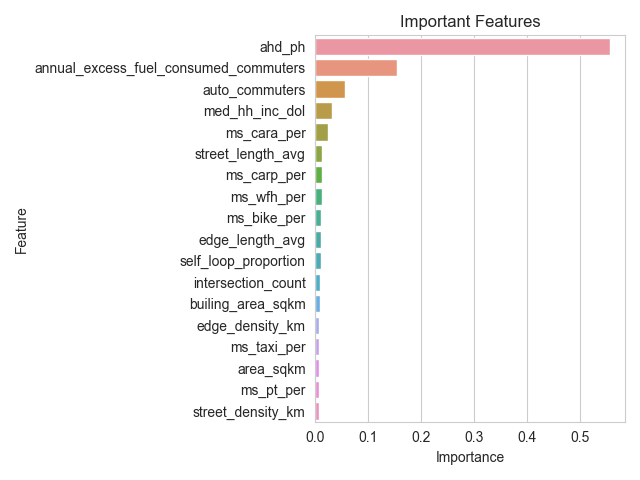 Important Features
ahd_ph
annual_excess_fuel_consumed_commuters
auto_commuters
med_hh_inc_dol
ms_cara_per
street_length_avg
ms_carp_per
ms_wfh_per
ms_bike_per
edge_length_avg
self_loop_proportion
intersection_count
builing_area_sqkm
edge_density_km
ms_taxi_per
area_sqkm
ms_pt_per
street_density_km
Feature
0.0 0.1 0.2 0.3 0.4 0.5
Importance